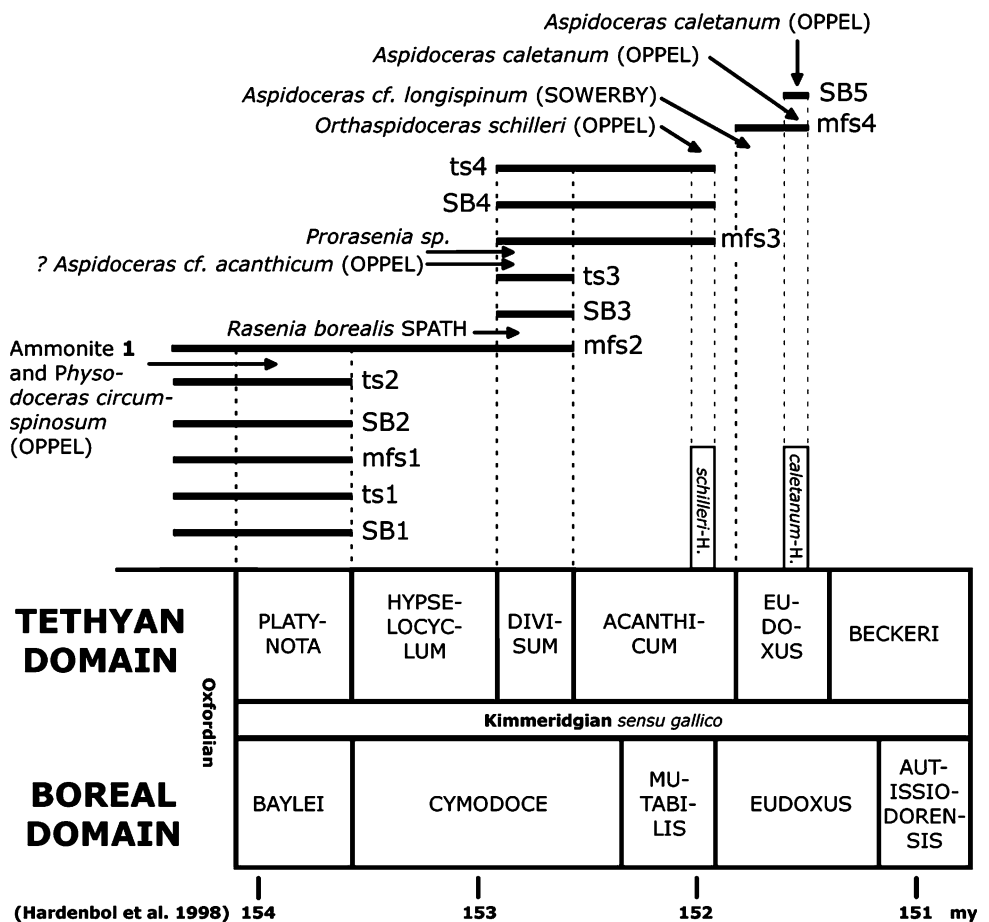 Aspidoceras caletanum (OPPEL)
Aspidoceras caletanum (OPPEL)
SB5
Aspidoceras cf. longispinum (SOWERBY)
mfs4
Orthaspidoceras schilleri (OPPEL)
ts4
SB4
Prorasenia sp.
mfs3
? Aspidoceras cf. acanthicum (OPPEL)
ts3
SB3
Rasenia borealis SPATH
mfs2
Ammonite 1
and Physo-
doceras circum-
spinosum
(OPPEL)
ts2
SB2
mfs1
ts1
SB1
schilleri-H.
caletanum-H.
TETHYAN
DOMAIN
PLATY-
NOTA
HYPSE-
LOCYC-
LUM
DIVI-
SUM
ACANTHI-
CUM
EU-
DO-
XUS
BECKERI
Oxfordian
Kimmeridgian sensu gallico
BOREAL
DOMAIN
BAYLEI
CYMODOCE
MU-
TABI-
LIS
EUDOXUS
AUT-
ISSIO-
DOREN-
SIS
(Hardenbol et al. 1998) 154 153 152 151 my